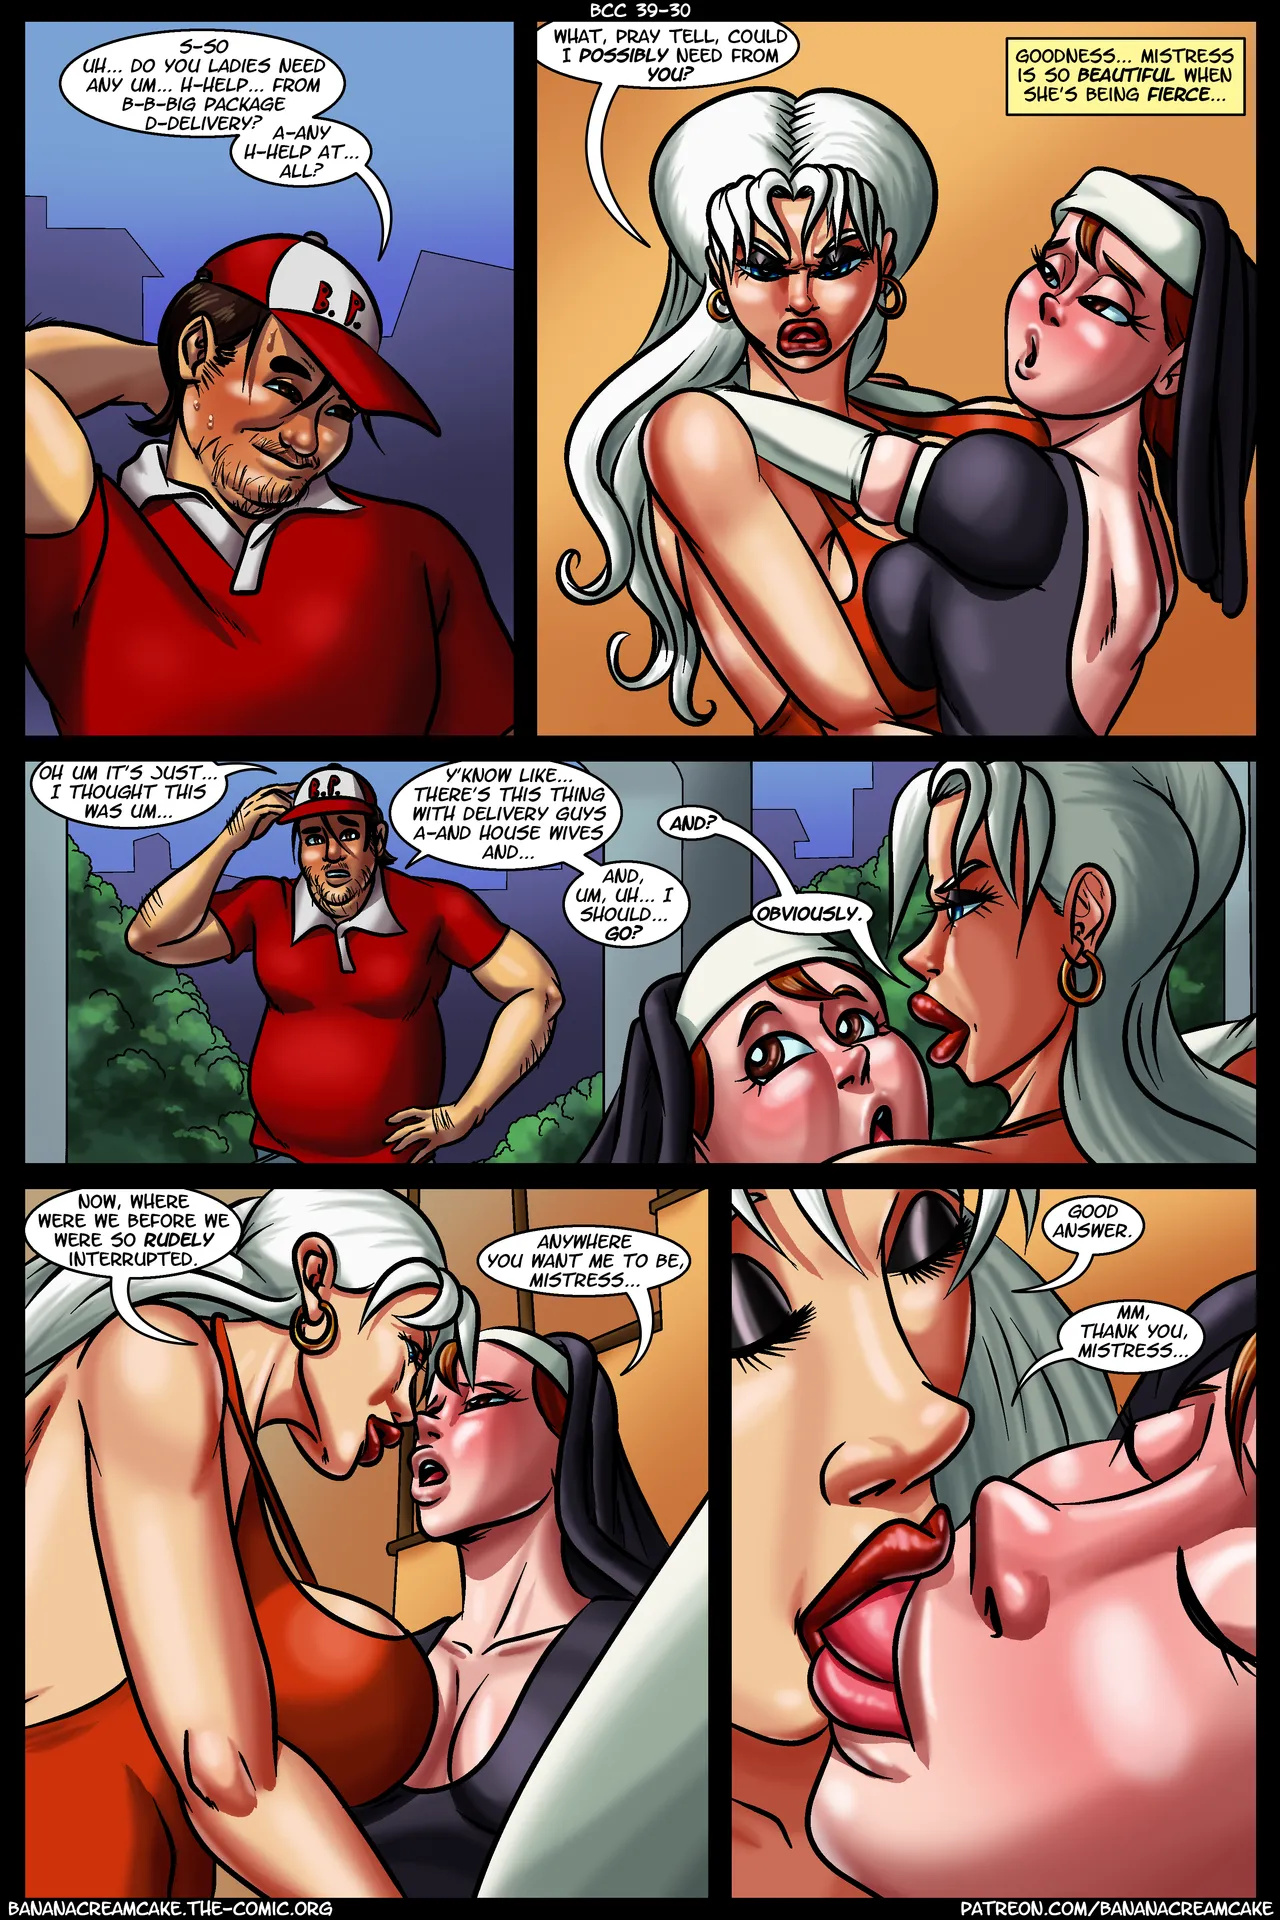 BCC 39-30
S-SO
UH... DO YOU LADIES NEED
ANY UM... H-HELP... FROM
B-B-BIG PACKAGE
D-DELIVERY?
A-ANY
H-HELP AT...
ALL?
B. P.
WHAT, PRAY TELL, COULD
I POSSIBLY NEED FROM
YOU?
GOODNESS... MISTRESS
IS SO BEAUTIFUL WHEN
SHE'S BEING FIERCE...
OH UM IT'S JUST...
I THOUGHT THIS
WAS UM...
B.P.
Y'KNOW LIKE...
THERE'S THIS THING
WITH DELIVERY GUYS
A-AND HOUSE WIVES
AND...
AND,
UM, UH... I
SHOULD...
GO?
AND?
OBVIOUSLY.
NOW, WHERE
WERE WE BEFORE WE
WERE SO RUDELY
INTERRUPTED.
ANYWHERE
YOU WANT ME TO BE,
MISTRESS...
GOOD
ANSWER.
MM,
THANK YOU,
MISTRESS...
BANANACREAMCAKE.THE-COMIC.ORG
PATREON.COM/BANANACREAMCAKE